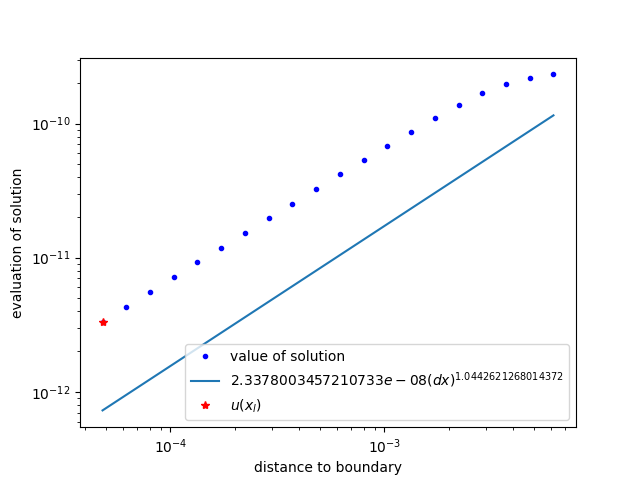 10⁻¹⁰
10⁻¹¹
10⁻¹²
evaluation of solution
value of solution
2.3378003457210733e − 08(dx)¹·⁰⁴⁴²⁶²¹²⁶⁸⁰¹⁴³⁷²
u(xₗ)
10⁻⁴
10⁻³
distance to boundary